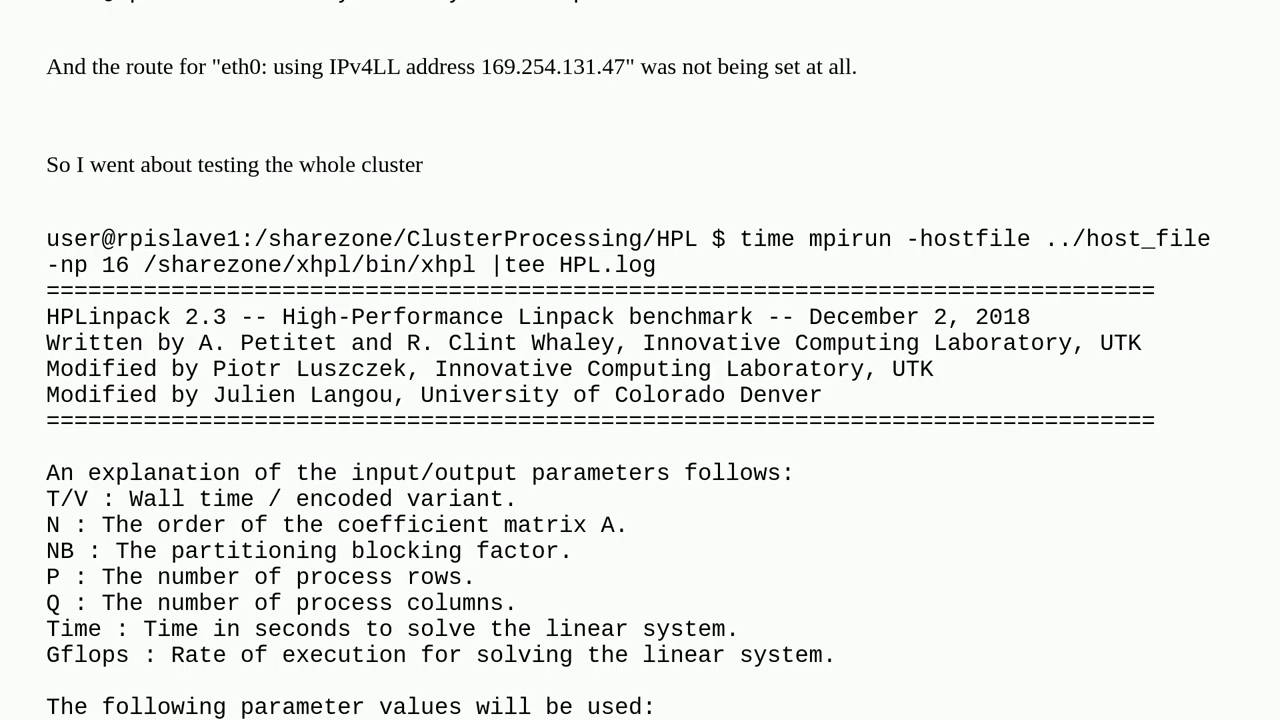 And the route for "eth0: using IPv4LL address 169.254.131.47" was not being set at all.
So I went about testing the whole cluster
user@rpislave1:/sharezone/ClusterProcessing/HPL $ time mpirun -hostfile ../host_file
-np 16 /sharezone/xhpl/bin/xhpl |tee HPL.log
================================================================================
HPLinpack 2.3 -- High-Performance Linpack benchmark -- December 2, 2018
Written by A. Petitet and R. Clint Whaley, Innovative Computing Laboratory, UTK
Modified by Piotr Luszczek, Innovative Computing Laboratory, UTK
Modified by Julien Langou, University of Colorado Denver
================================================================================
An explanation of the input/output parameters follows:
T/V : Wall time / encoded variant.
N : The order of the coefficient matrix A.
NB : The partitioning blocking factor.
P : The number of process rows.
Q : The number of process columns.
Time : Time in seconds to solve the linear system.
Gflops : Rate of execution for solving the linear system.
The following parameter values will be used: